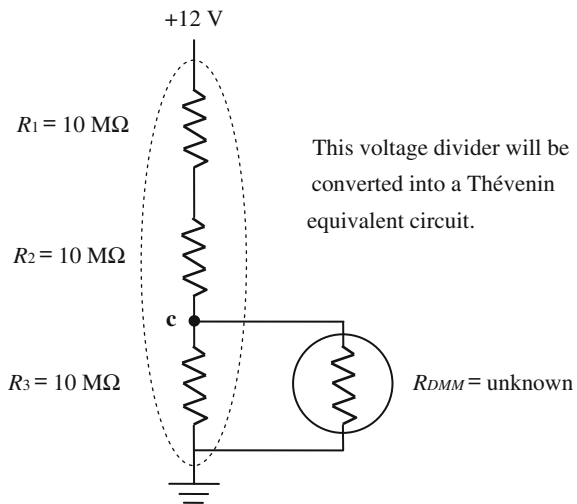 +12 V
R1 = 10 MΩ
This voltage divider will be
converted into a Thévenin
equivalent circuit.
R2 = 10 MΩ
c
R3 = 10 MΩ
RDMM = unknown